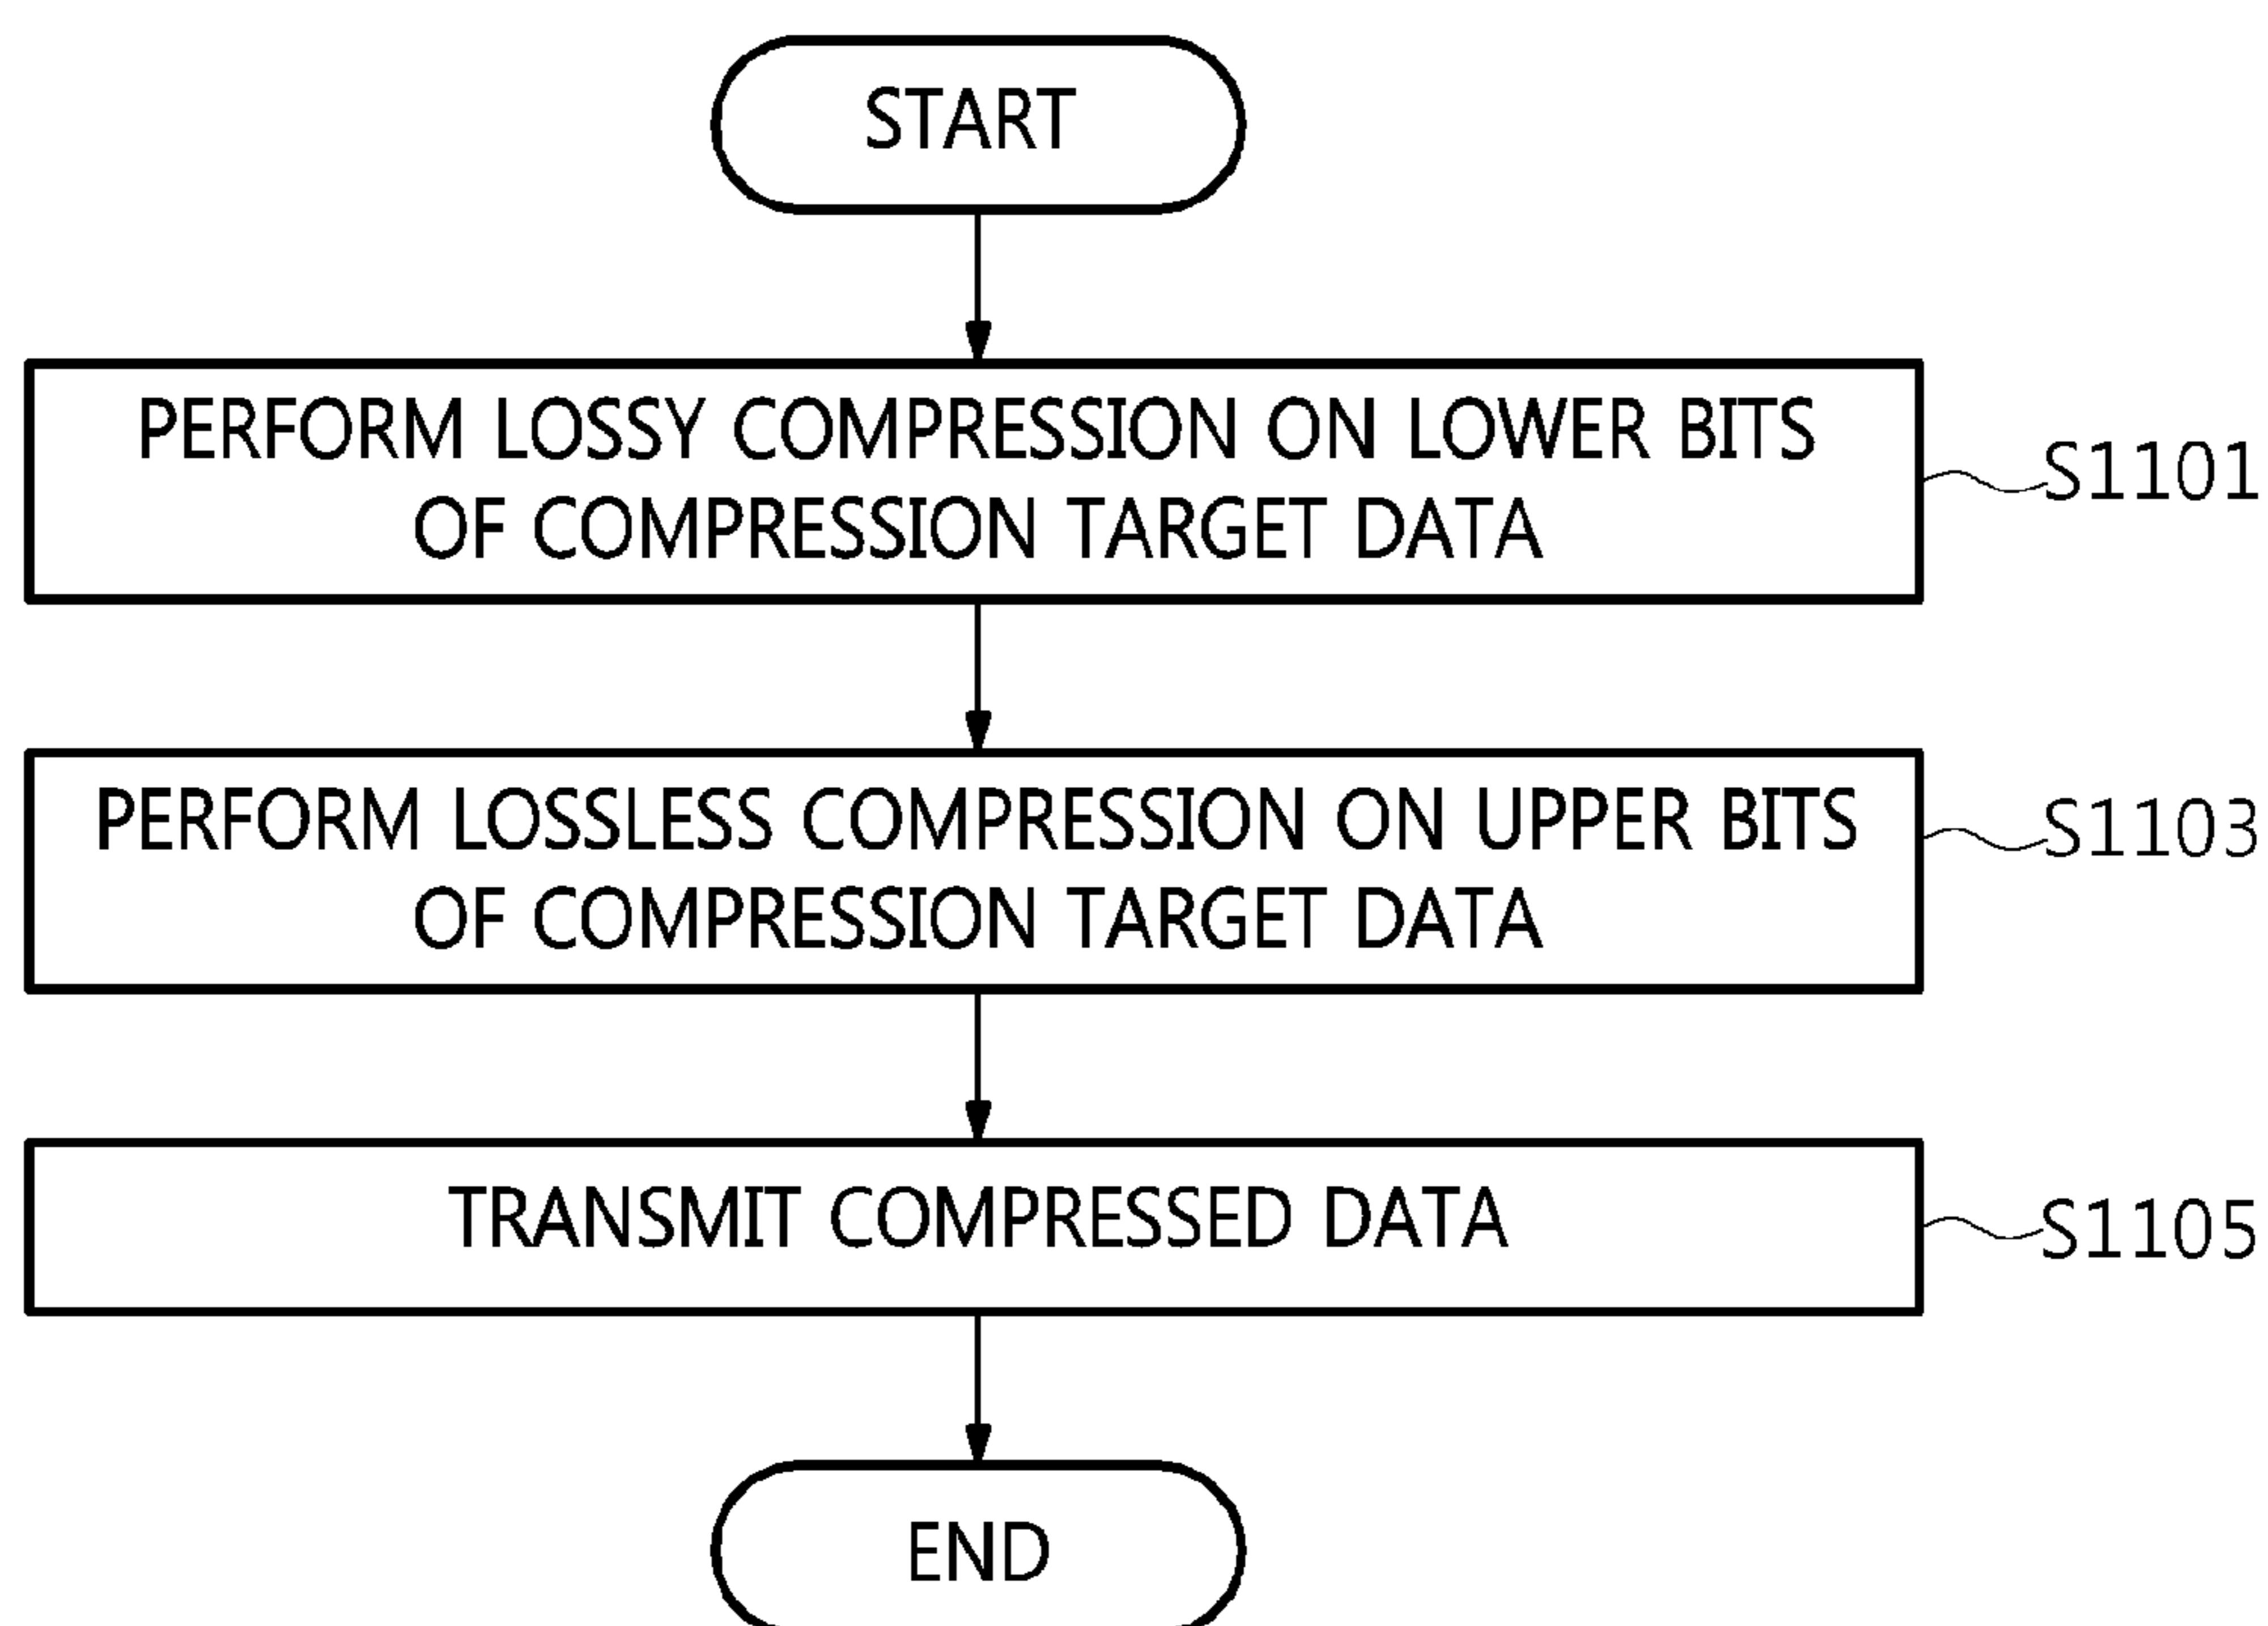 START
PERFORM LOSSY COMPRESSION ON LOWER BITS
OF COMPRESSION TARGET DATA
S1101
PERFORM LOSSLESS COMPRESSION ON UPPER BITS
OF COMPRESSION TARGET DATA
S1103
TRANSMIT COMPRESSED DATA
S1105
END